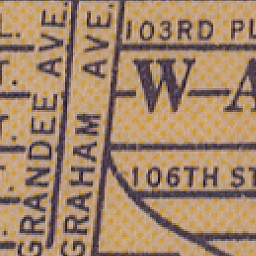 103RD PL
W—A
106TH ST
GRANDEE AVE.
GRAHAM AVE.